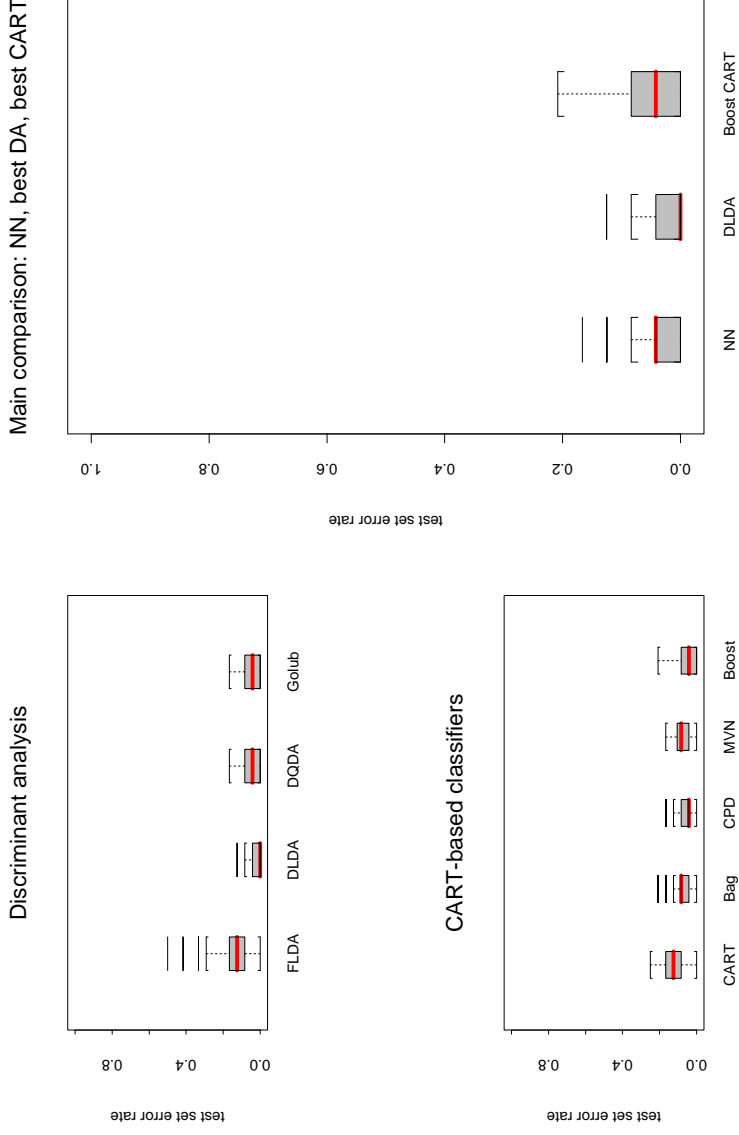 Main comparison: NN, best DA, best CART
1.0
0.8
0.6
0.4
0.2
0.0
test set error rate
NN
DLDA
Boost CART
Discriminant analysis
0.8
0.4
0.0
test set error rate
FLDA
DLDA
DQDA
Golub
CART-based classifiers
0.8
0.4
0.0
test set error rate
CART
Bag
CPD
MVN
Boost